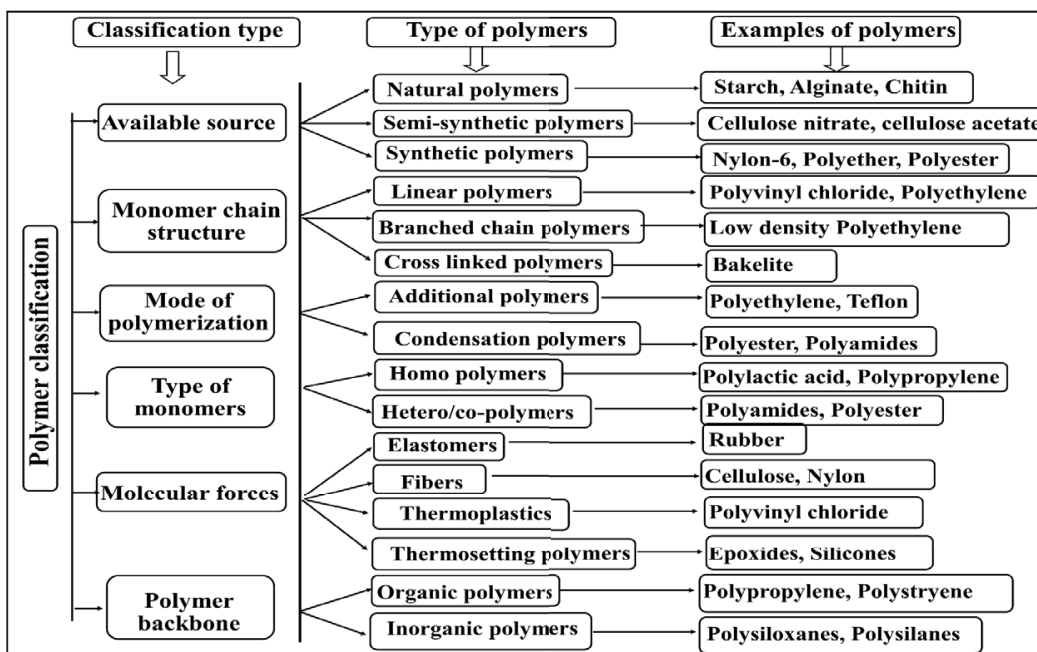 Classification type
Type of polymers
Examples of polymers
Polymer classification
Available source
Natural polymers
Starch, Alginate, Chitin
Semi-synthetic polymers
Cellulose nitrate, cellulose acetate
Synthetic polymers
Nylon-6, Polyether, Polyester
Monomer chain
structure
Linear polymers
Polyvinyl chloride, Polyethylene
Branched chain polymers
Low density Polyethylene
Cross linked polymers
Bakelite
Mode of
polymerization
Additional polymers
Polyethylene, Teflon
Condensation polymers
Polyester, Polyamides
Type of
monomers
Homo polymers
Polylactic acid, Polypropylene
Hetero/co-polymers
Polyamides, Polyester
Molecular forces
Elastomers
Rubber
Fibers
Cellulose, Nylon
Thermoplastics
Polyvinyl chloride
Thermosetting polymers
Epoxides, Silicones
Polymer
backbone
Organic polymers
Polypropylene, Polystryene
Inorganic polymers
Polysiloxanes, Polysilanes